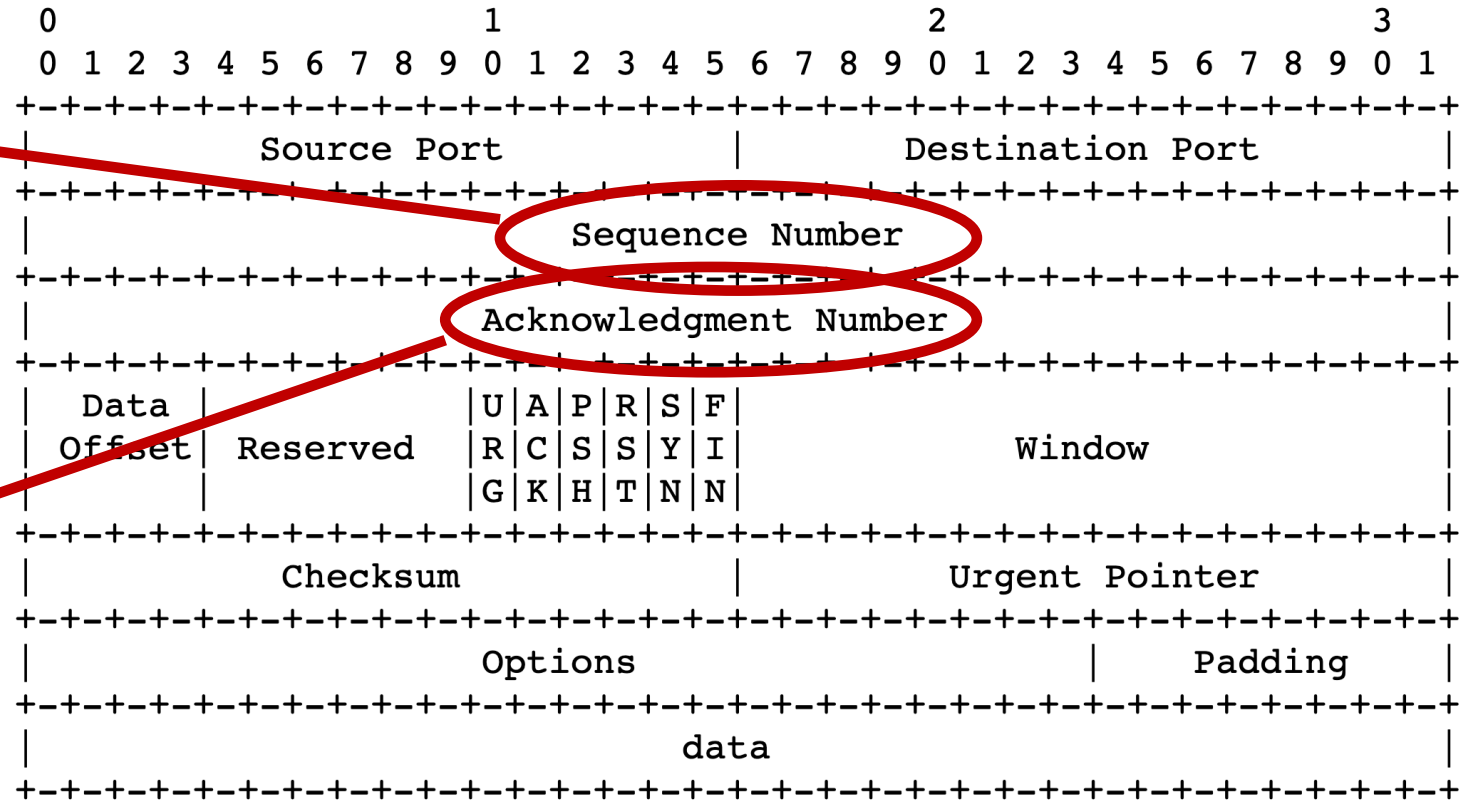 0                   1                   2                   3
 0 1 2 3 4 5 6 7 8 9 0 1 2 3 4 5 6 7 8 9 0 1 2 3 4 5 6 7 8 9 0 1
+-+-+-+-+-+-+-+-+-+-+-+-+-+-+-+-+-+-+-+-+-+-+-+-+-+-+-+-+-+-+-+-+
|          Source Port          |       Destination Port        |
+-+-+-+-+-+-+-+-+-+-+-+-+-+-+-+-+-+-+-+-+-+-+-+-+-+-+-+-+-+-+-+-+
|                        Sequence Number                        |
+-+-+-+-+-+-+-+-+-+-+-+-+-+-+-+-+-+-+-+-+-+-+-+-+-+-+-+-+-+-+-+-+
|                    Acknowledgment Number                      |
+-+-+-+-+-+-+-+-+-+-+-+-+-+-+-+-+-+-+-+-+-+-+-+-+-+-+-+-+-+-+-+-+
|  Data |           |U|A|P|R|S|F|                               |
| Offset| Reserved  |R|C|S|S|Y|I|            Window             |
|       |           |G|K|H|T|N|N|                               |
+-+-+-+-+-+-+-+-+-+-+-+-+-+-+-+-+-+-+-+-+-+-+-+-+-+-+-+-+-+-+-+-+
|           Checksum            |         Urgent Pointer        |
+-+-+-+-+-+-+-+-+-+-+-+-+-+-+-+-+-+-+-+-+-+-+-+-+-+-+-+-+-+-+-+-+
|                    Options                    |    Padding    |
+-+-+-+-+-+-+-+-+-+-+-+-+-+-+-+-+-+-+-+-+-+-+-+-+-+-+-+-+-+-+-+-+
|                             data                              |
+-+-+-+-+-+-+-+-+-+-+-+-+-+-+-+-+-+-+-+-+-+-+-+-+-+-+-+-+-+-+-+-+